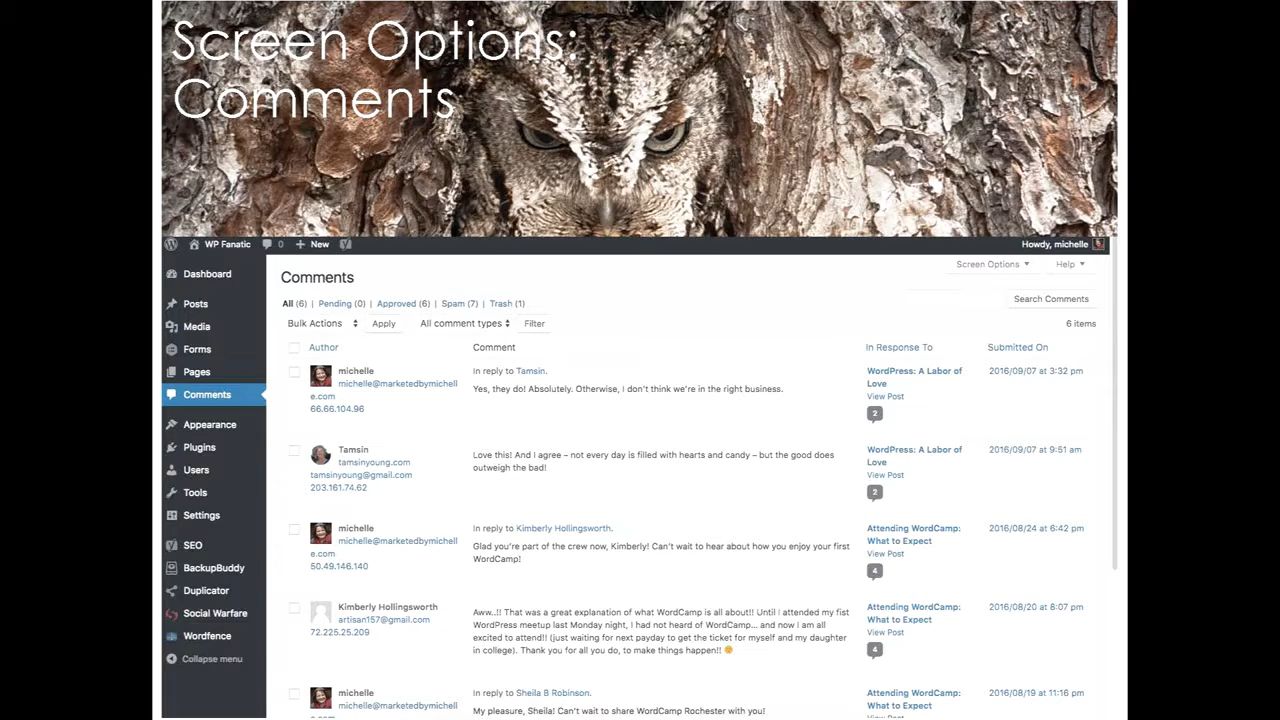 Screen Options:
Comments
WP Fanatic 0 + New Howdy, michelle
Screen Options Help
Dashboard
Posts
Media
Forms
Pages
Comments
Appearance
Plugins
Users
Tools
Settings
SEO
BackupBuddy
Duplicator
Social Warfare
Wordfence
Collapse menu
Comments
All (6) | Pending (0) | Approved (6) | Spam (7) | Trash (1)
Search Comments
Bulk Actions Apply All comment types Filter 6 items
Author Comment In Response To Submitted On
michelle
michelle@marketedbymichell
e.com
66.66.104.96
In reply to Tamsin.
Yes, they do! Absolutely. Otherwise, I don't think we're in the right business.
WordPress: A Labor of
Love
View Post
2
2016/09/07 at 3:32 pm
Tamsin
tamsinyoung.com
tamsinyoung@gmail.com
203.161.74.62
Love this! And I agree – not every day is filled with hearts and candy – but the good does
outweigh the bad!
WordPress: A Labor of
Love
View Post
2
2016/09/07 at 9:51 am
michelle
michelle@marketedbymichell
e.com
50.49.146.140
In reply to Kimberly Hollingsworth.
Glad you're part of the crew now, Kimberly! Can't wait to hear about how you enjoy your first
WordCamp!
Attending WordCamp:
What to Expect
View Post
4
2016/08/24 at 6:42 pm
Kimberly Hollingsworth
artisan157@gmail.com
72.225.25.209
Aww..!! That was a great explanation of what WordCamp is all about!! Until I attended my fist
WordPress meetup last Monday night, I had not heard of WordCamp... and now I am all
excited to attend!! (just waiting for next payday to get the ticket for myself and my daughter
in college). Thank you for all you do, to make things happen!!
Attending WordCamp:
What to Expect
View Post
4
2016/08/20 at 8:07 pm
michelle
michelle@marketedbymichell
In reply to Sheila B Robinson.
My pleasure, Sheila! Can't wait to share WordCamp Rochester with you!
Attending WordCamp:
What to Expect
View Post
2016/08/19 at 11:16 pm